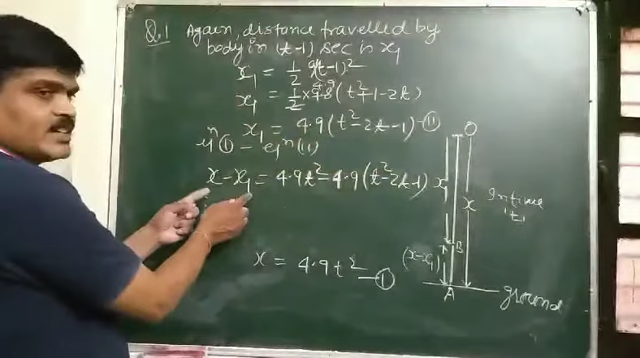 Q.1 Again, distance travelled by
body in (t-1) sec is x₁
x₁ = 1/2 g(t-1)²
x₁ = 1/2 × 9.8 (t² + 1 - 2t)
4.9
x₁ = 4.9 (t² - 2t - 1) - (II)
(I) - eqⁿ (II)
x - x₁ = 4.9t² - 4.9 (t² - 2t - 1)
x = 4.9t² - (I)
O
x₁
x
In time
't'
(x-x₁)
B
A
ground